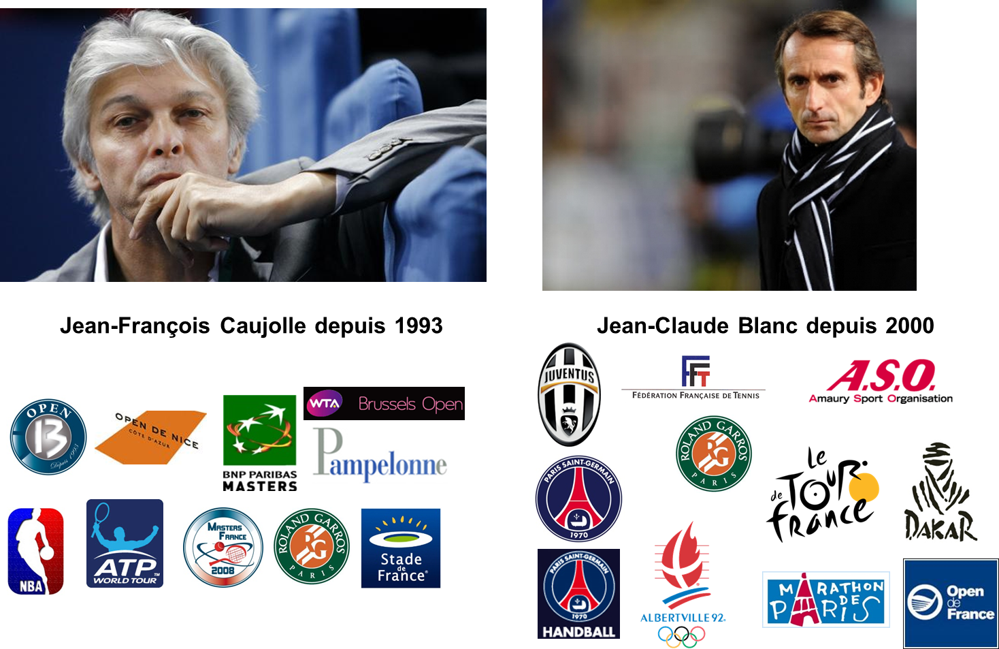 Jean-François Caujolle depuis 1993
Jean-Claude Blanc depuis 2000
OPEN
13
Depuis 1993
OPEN DE NICE
CÔTE D'AZUR
BNP PARIBAS
MASTERS
WTA Brussels Open
Pampelonne
NBA
ATP™
WORLD TOUR
MASTERS
FRANCE
2008
ROLAND GARROS
RG
PARIS
Stade
de
France®
JUVENTUS
FFT
FÉDÉRATION FRANÇAISE DE TENNIS
A.S.O.
Amaury Sport Organisation
ROLAND GARROS
RG
PARIS
PARIS SAINT-GERMAIN
1970
Le
TOUR
de
france
DAKAR
PARIS SAINT-GERMAIN
1970
HANDBALL
ALBERTVILLE 92
MARATHON
DE
PARIS
Open
de
France